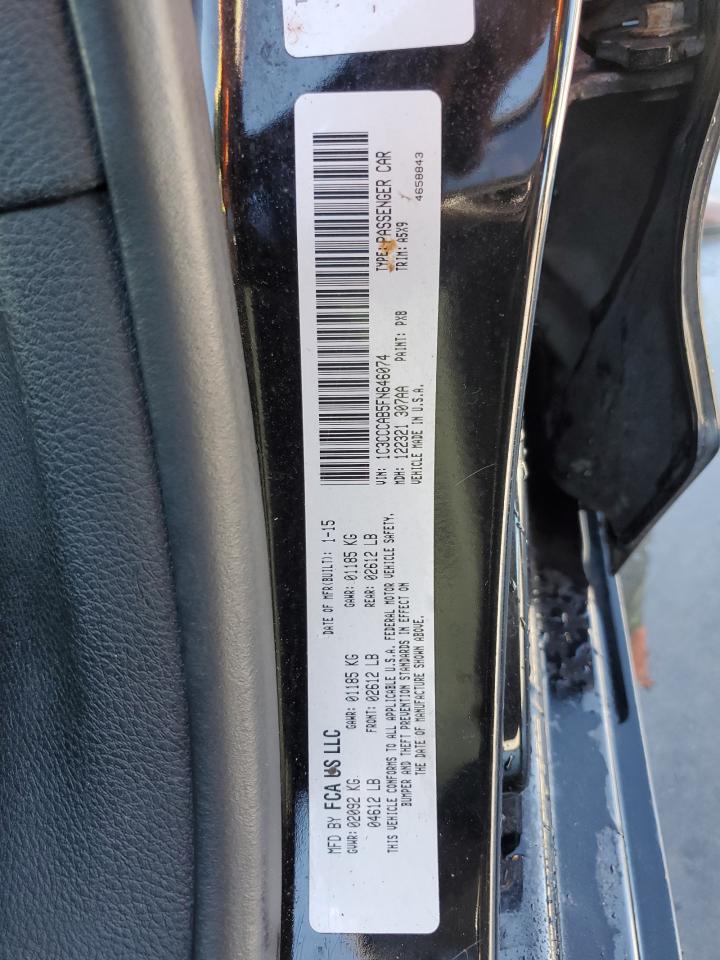 MFD BY FCA US LLC
DATE OF MFR(BUILT): 1-15
GVWR: 02092 KG
GAWR: 01185 KG
GAWR: 01185 KG
04612 LB
FRONT: 02612 LB
REAR: 02612 LB
THIS VEHICLE CONFORMS TO ALL APPLICABLE U.S.A. FEDERAL MOTOR VEHICLE SAFETY,
BUMPER AND THEFT PREVENTION STANDARDS IN EFFECT ON
THE DATE OF MANUFACTURE SHOWN ABOVE.
VIN: 1C3CCCAB5FN646074
TYPE: PASSENGER CAR
MDH: 122321 307AA
PAINT: PXB
TRIM: A5X9
VEHICLE MADE IN U.S.A.
4658843